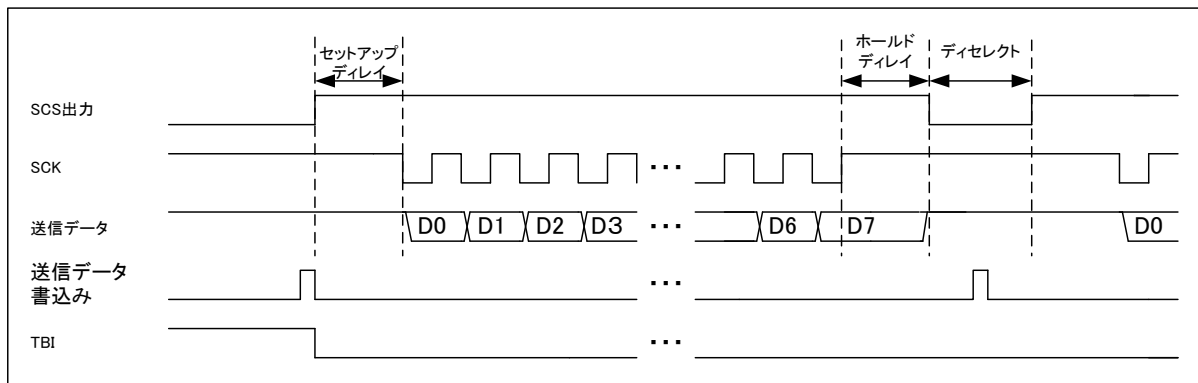 セットアップ
ディレイ
ホールド
ディレイ
ディセレクト
SCS出力
SCK
･･･
送信データ
D0
D1
D2
D3
･･･
D6
D7
D0
送信データ
書込み
･･･
TBI
･･･